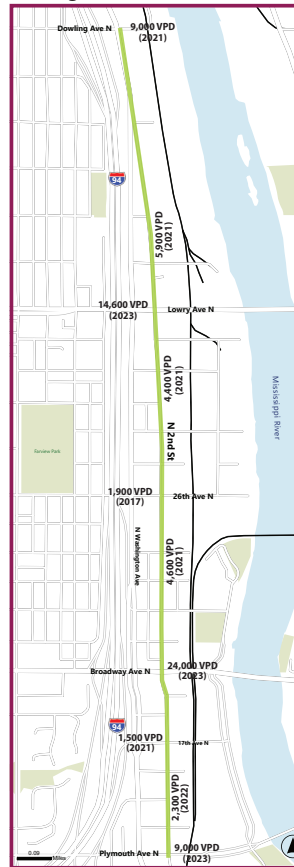 Dowling Ave N
9,000 VPD
(2021)
94
5,900 VPD
(2021)
14,600 VPD
(2023)
Lowry Ave N
4,400 VPD
(2021)
Mississippi River
N 2nd St
Farview Park
1,900 VPD
(2017)
26th Ave N
N Washington Ave
4,600 VPD
(2021)
Broadway Ave N
24,000 VPD
(2023)
94
1,500 VPD
(2021)
17th Ave N
2,300 VPD
(2022)
0.09
Miles
Plymouth Ave N
9,000 VPD
(2023)